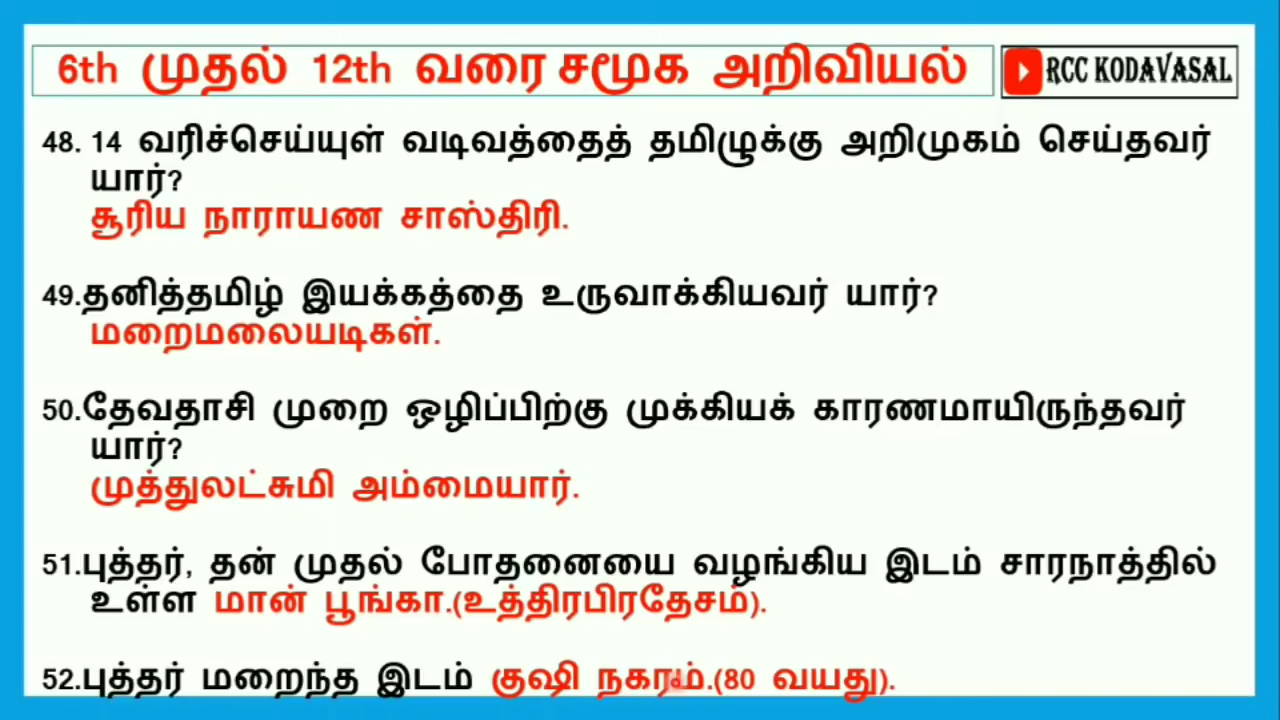 6th முதல் 12th வரை சமூக அறிவியல்
RCC KODAVASAL
48. 14 வரிச்செய்யுள் வடிவத்தைத் தமிழுக்கு அறிமுகம் செய்தவர்
யார்?
சூரிய நாராயண சாஸ்திரி.
49.தனித்தமிழ் இயக்கத்தை உருவாக்கியவர் யார்?
மறைமலையடிகள்.
50.தேவதாசி முறை ஒழிப்பிற்கு முக்கியக் காரணமாயிருந்தவர்
யார்?
முத்துலட்சுமி அம்மையார்.
51.புத்தர், தன் முதல் போதனையை வழங்கிய இடம் சாரநாத்தில்
உள்ள மான் பூங்கா.(உத்திரபிரதேசம்).
52.புத்தர் மறைந்த இடம் குஷி நகரம்.(80 வயது).